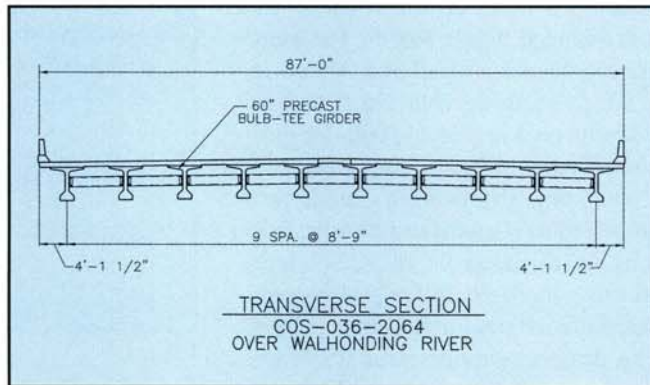 87'-0"
60" PRECAST
BULB-TEE GIRDER
9 SPA. @ 8'-9"
4'-1 1/2"
4'-1 1/2"
TRANSVERSE SECTION
COS-036-2064
OVER WALHONDING RIVER